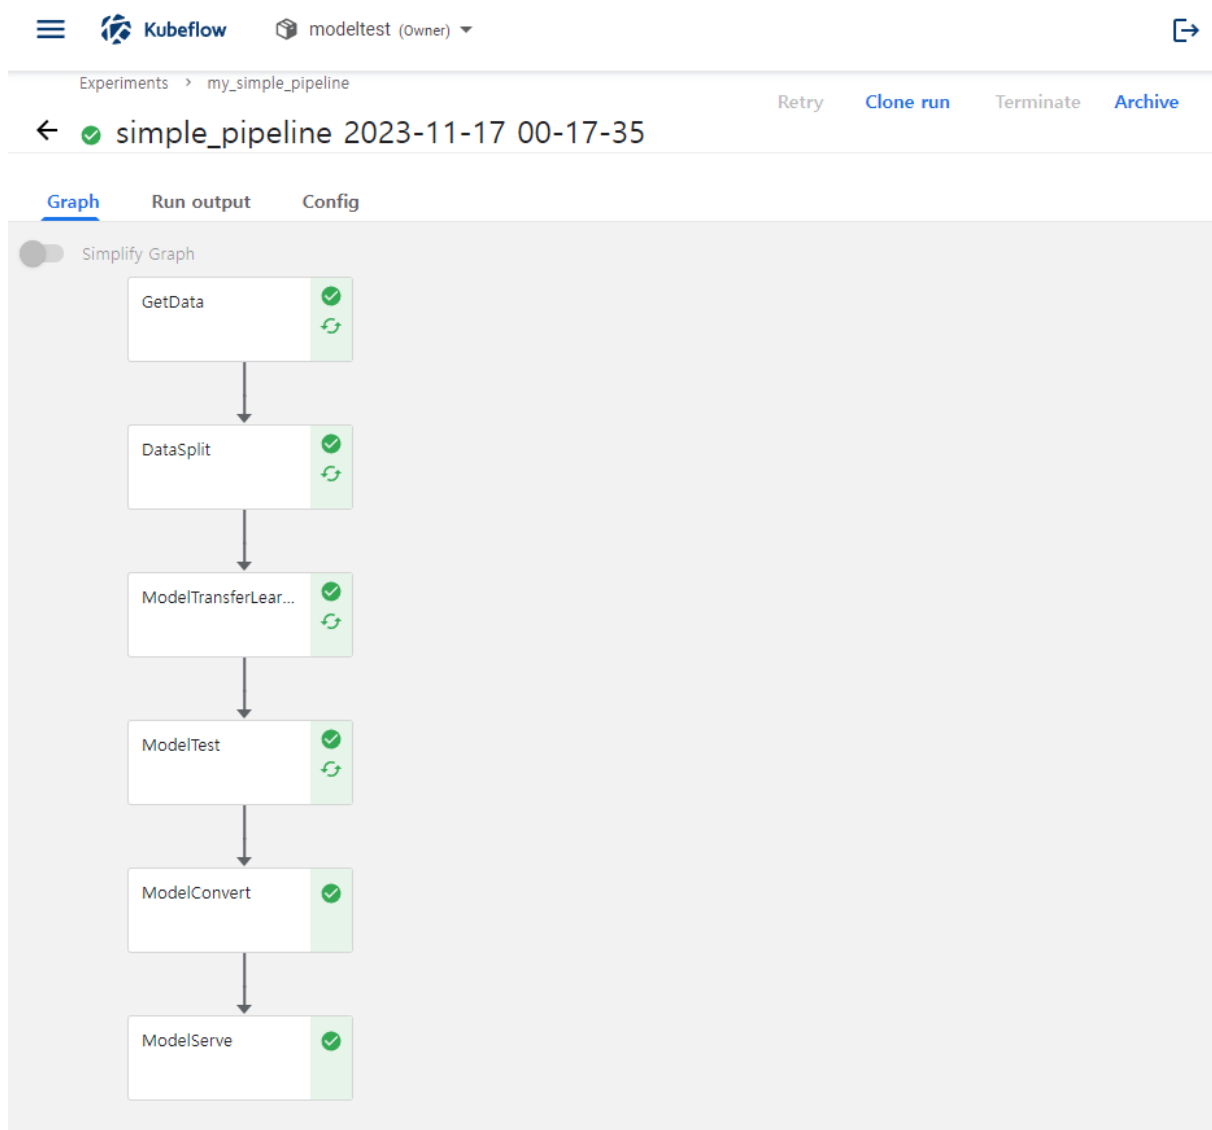 Kubeflow
modeltest (Owner)
Experiments > my_simple_pipeline
Retry Clone run Terminate Archive
simple_pipeline 2023-11-17 00-17-35
Graph Run output Config
Simplify Graph
GetData
DataSplit
ModelTransferLear...
ModelTest
ModelConvert
ModelServe